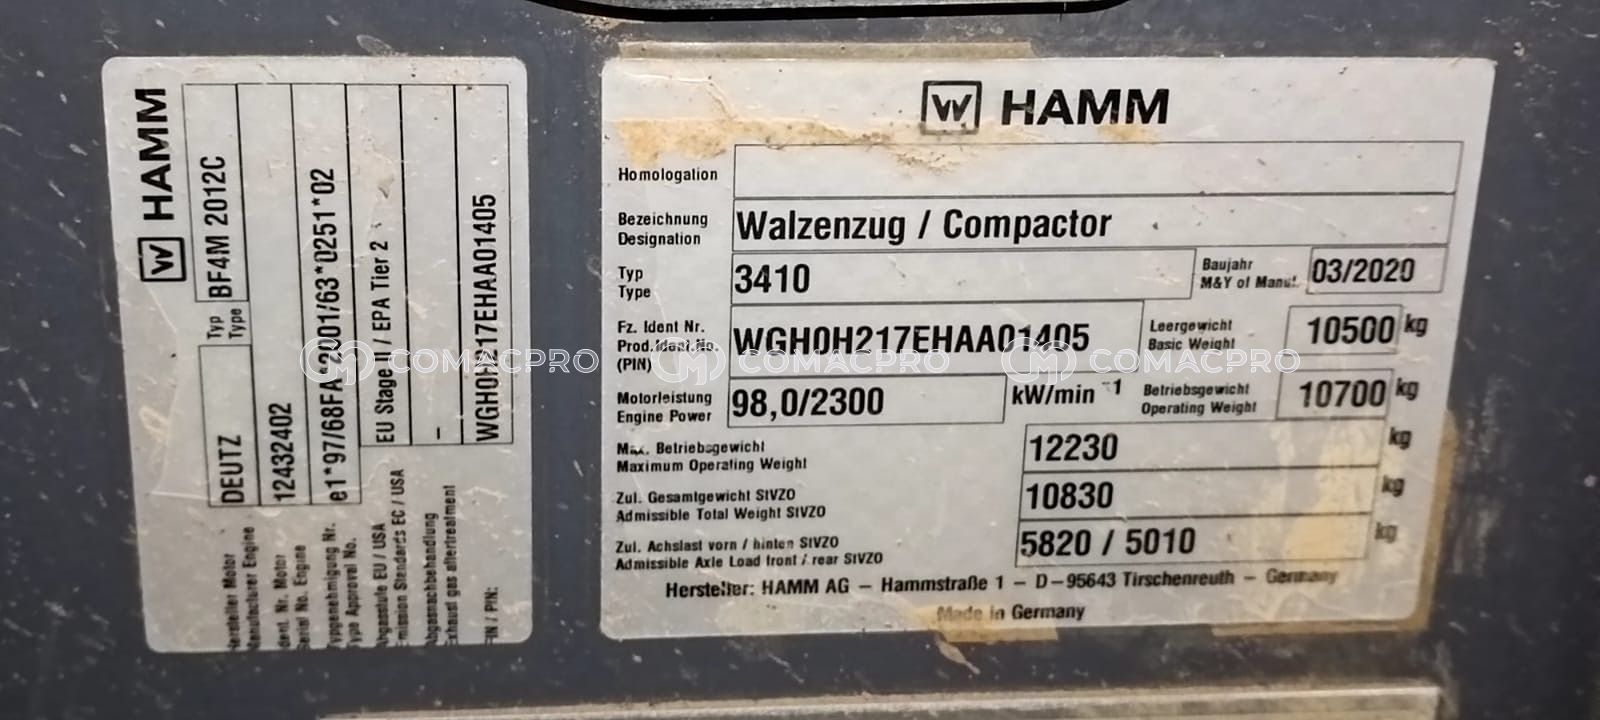 HAMM
Hersteller Motor
Manufacturer Engine
DEUTZ
Typ
Type
BF4M 2012C
Ident Nr. Motor
Serial No. Engine
12432402
Typgenehmigung Nr.
Type Approval No.
e1*97/68FA*2001/63*0251*02
Abgasstufe EU / USA
Emission Standards EC / USA
EU Stage II / EPA Tier 2
Abgasnachbehandlung
Exhaust gas aftertreatment
-
FIN / PIN:
WGH0H217EHAA01405
HAMM
Homologation
Bezeichnung
Designation
Walzenzug / Compactor
Typ
Type
3410
Baujahr
M&Y of Manuf.
03/2020
Fz. Ident Nr.
Prod.Ident.No.
(PIN)
WGH0H217EHAA01405
Leergewicht
Basic Weight
10500 kg
Motorleistung
Engine Power
98,0/2300 kW/min -1
Betriebsgewicht
Operating Weight
10700 kg
Max. Betriebsgewicht
Maximum Operating Weight
12230 kg
Zul. Gesamtgewicht StVZO
Admissible Total Weight StVZO
10830 kg
Zul. Achslast vorn / hinten StVZO
Admissible Axle Load front / rear StVZO
5820 / 5010 kg
Hersteller: HAMM AG – Hammstraße 1 – D-95643 Tirschenreuth – Germany
Made in Germany
COMACPRO
COMACPRO
COMACPRO